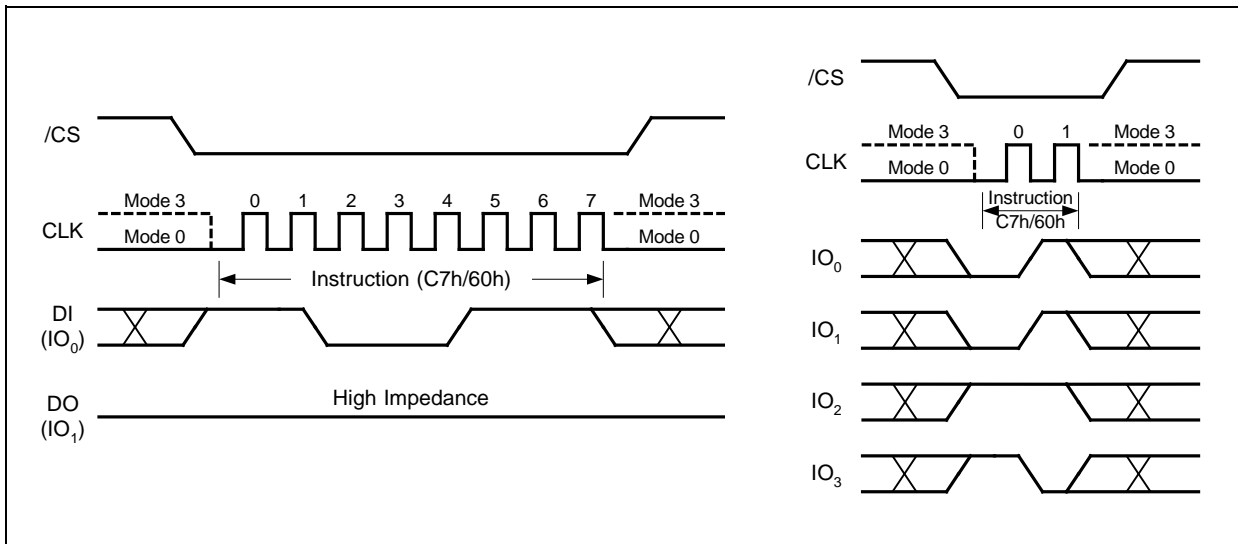 /CS
Mode 3 0 1 2 3 4 5 6 7 Mode 3
CLK Mode 0 Mode 0
Instruction (C7h/60h)
DI
(IO0)
DO High Impedance
(IO1)
/CS
Mode 3 0 1 Mode 3
CLK Mode 0 Mode 0
Instruction
C7h/60h
IO0
IO1
IO2
IO3